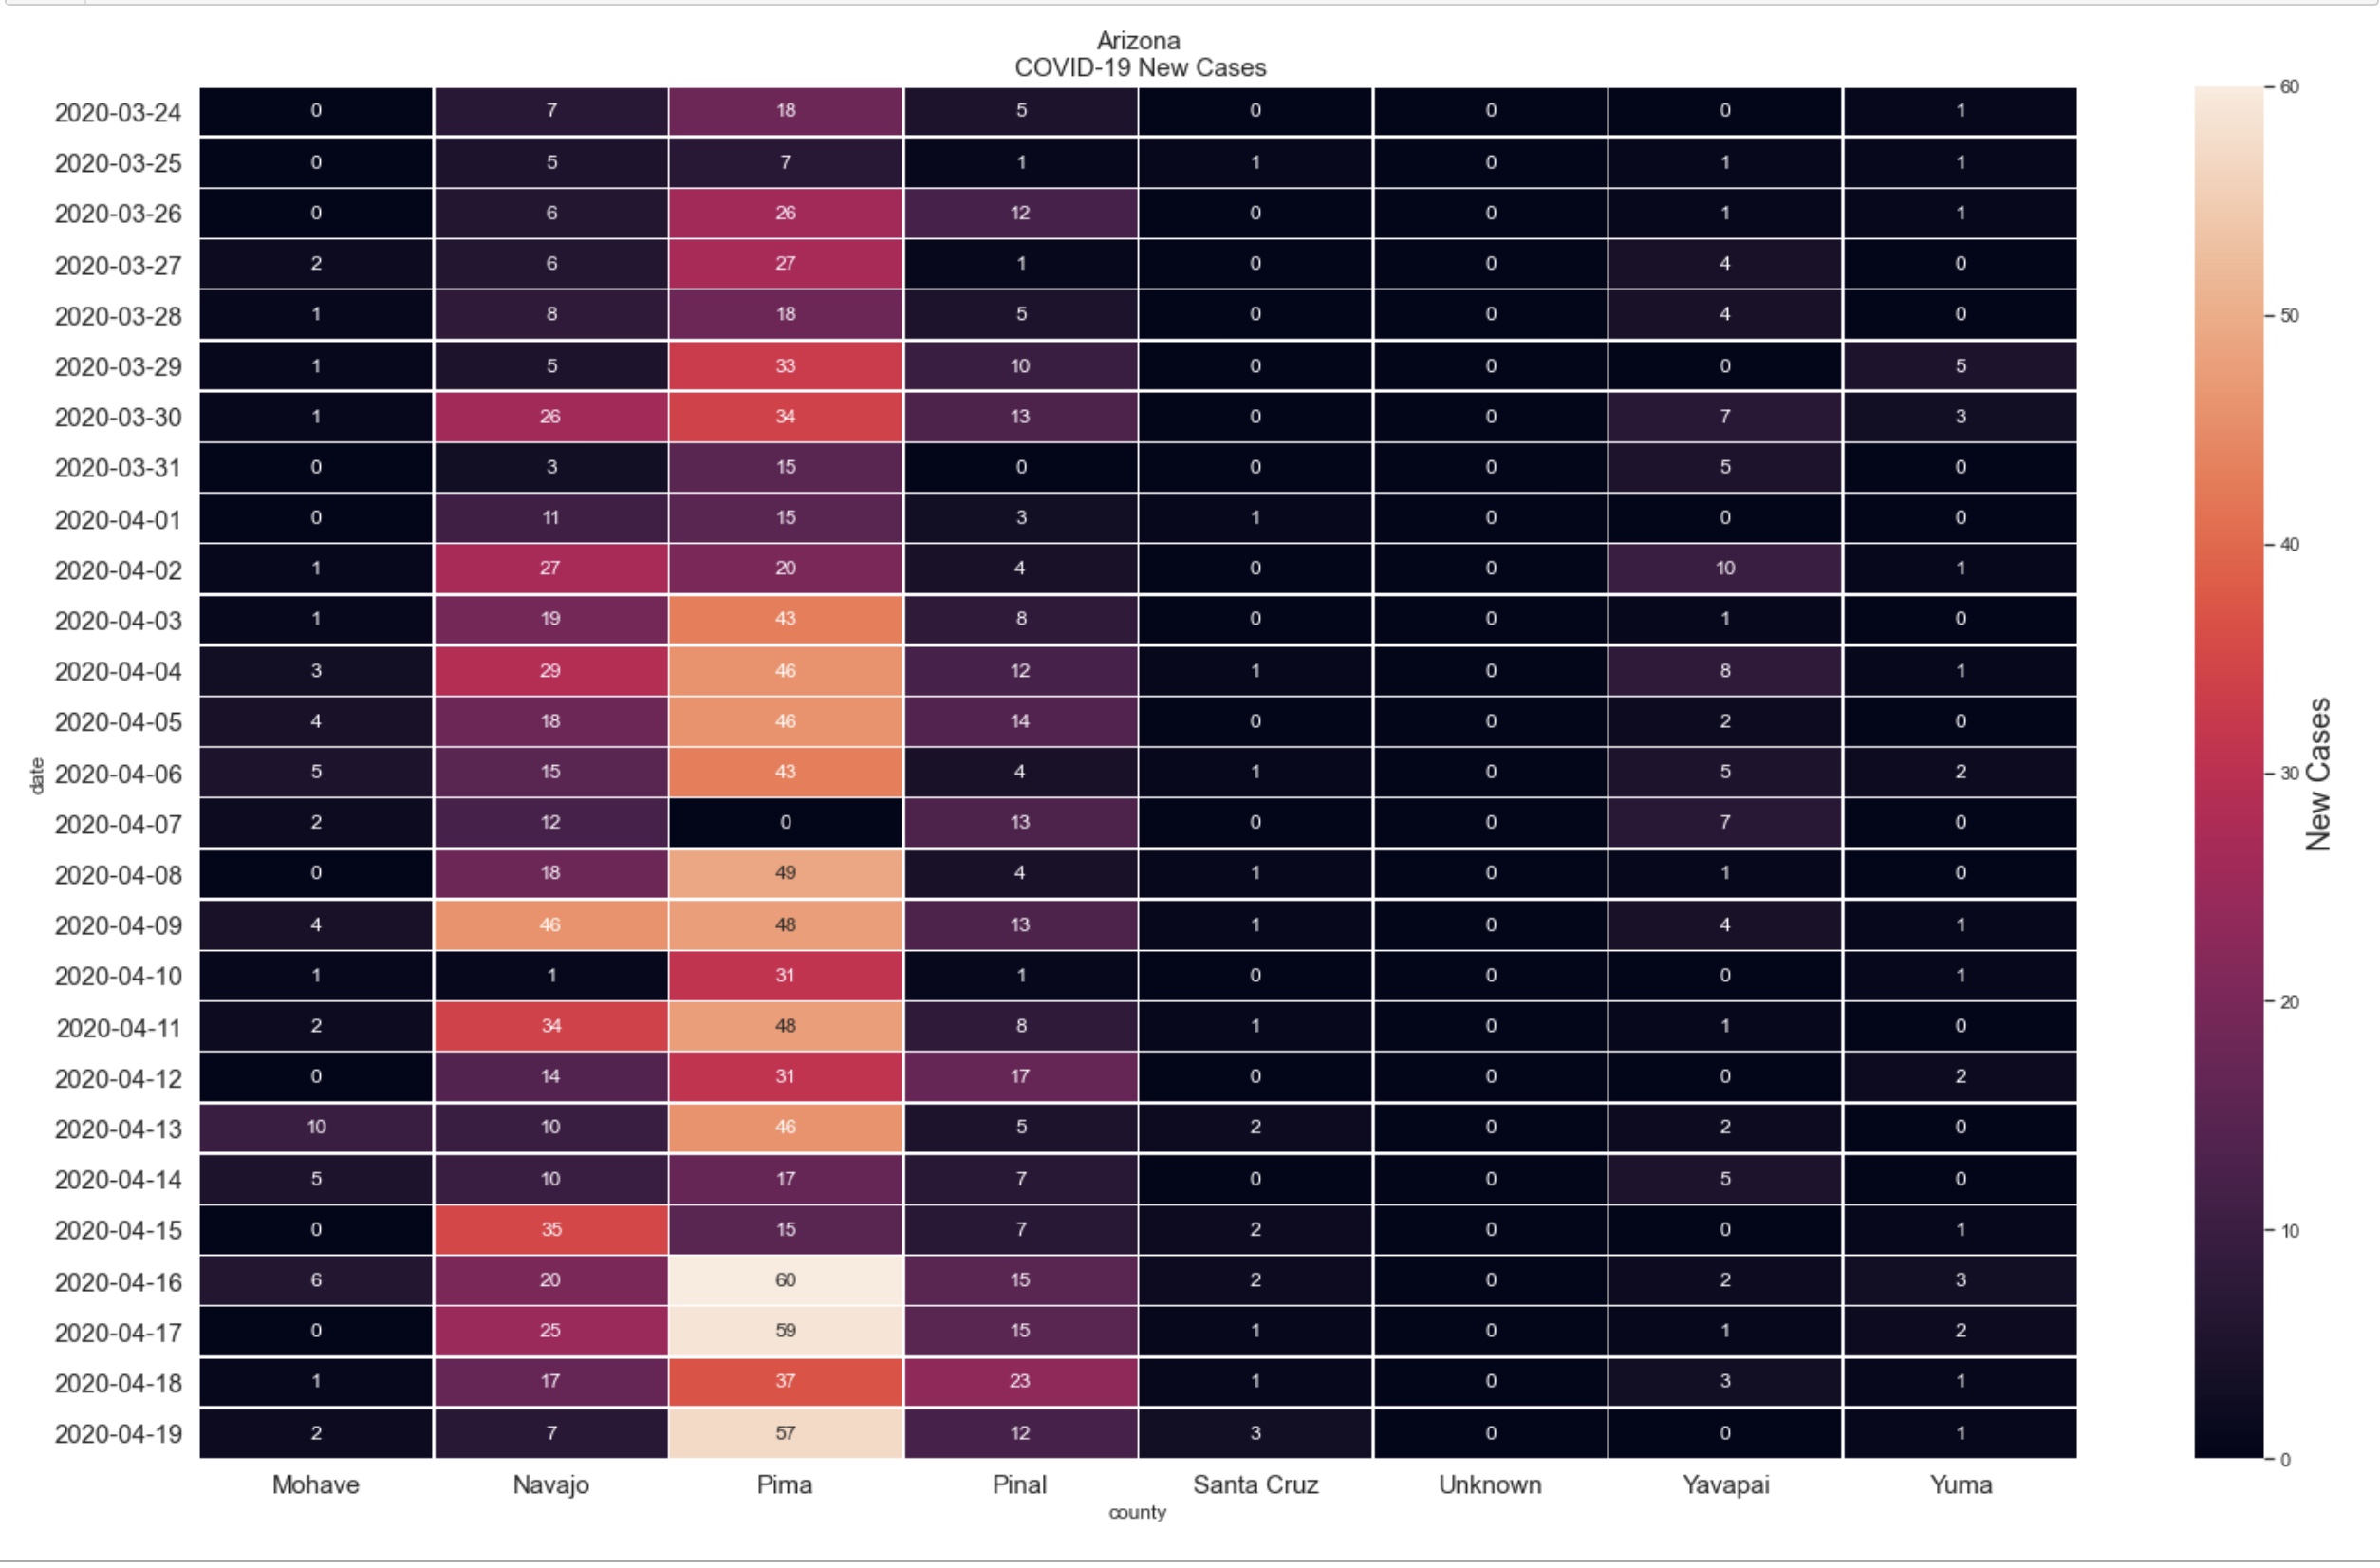 Arizona
COVID-19 New Cases
2020-03-24 0 7 18 5 0 0 0 1
2020-03-25 0 5 7 1 1 0 1 1
2020-03-26 0 6 26 12 0 0 1 1
2020-03-27 2 6 27 1 0 0 4 0
2020-03-28 1 8 18 5 0 0 4 0
2020-03-29 1 5 33 10 0 0 0 5
2020-03-30 1 26 34 13 0 0 7 3
2020-03-31 0 3 15 0 0 0 5 0
2020-04-01 0 11 15 3 1 0 0 0
2020-04-02 1 27 20 4 0 0 10 1
2020-04-03 1 19 43 8 0 0 1 0
2020-04-04 3 29 46 12 1 0 8 1
2020-04-05 4 18 46 14 0 0 2 0
2020-04-06 5 15 43 4 1 0 5 2
2020-04-07 2 12 0 13 0 0 7 0
2020-04-08 0 18 49 4 1 0 1 0
2020-04-09 4 46 48 13 1 0 4 1
2020-04-10 1 1 31 1 0 0 0 1
2020-04-11 2 34 48 8 1 0 1 0
2020-04-12 0 14 31 17 0 0 0 2
2020-04-13 10 10 46 5 2 0 2 0
2020-04-14 5 10 17 7 0 0 5 0
2020-04-15 0 35 15 7 2 0 0 1
2020-04-16 6 20 60 15 2 0 2 3
2020-04-17 0 25 59 15 1 0 1 2
2020-04-18 1 17 37 23 1 0 3 1
2020-04-19 2 7 57 12 3 0 0 1
Mohave Navajo Pima Pinal Santa Cruz Unknown Yavapai Yuma
county
date
60
50
40
30
20
10
0
New Cases